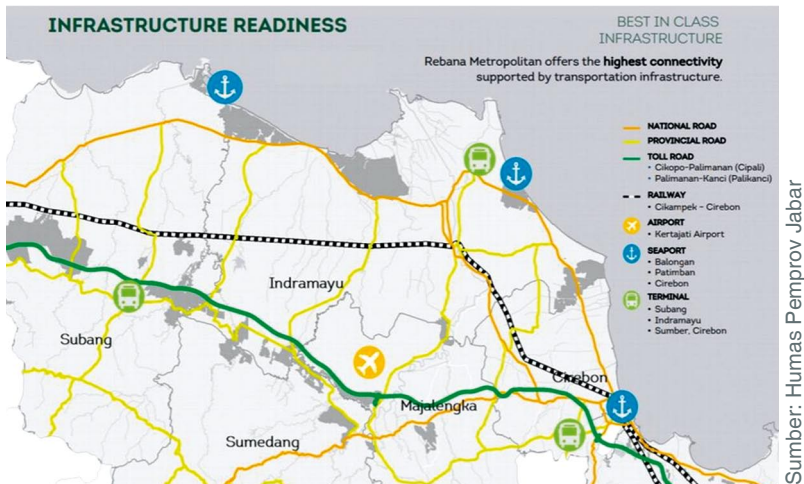 INFRASTRUCTURE READINESS
BEST IN CLASS
INFRASTRUCTURE
Rebana Metropolitan offers the highest connectivity
supported by transportation infrastructure.
NATIONAL ROAD
PROVINCIAL ROAD
TOLL ROAD
• Cikopo-Palimanan (Cipali)
• Palimanan-Kanci (Palikanci)
RAILWAY
• Cikampek - Cirebon
AIRPORT
• Kertajati Airport
SEAPORT
• Balongan
• Patimban
• Cirebon
TERMINAL
• Subang
• Indramayu
• Sumber. Cirebon
Indramayu
Subang
Cirebon
Majalengka
Sumedang
Sumber: Humas Pemprov Jabar